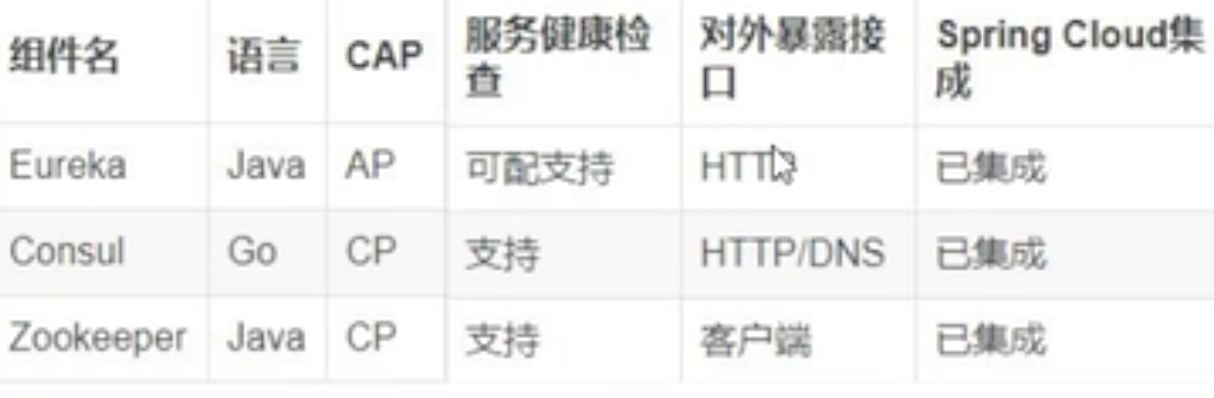 组件名 语言 CAP 服务健康检查 对外暴露接口 Spring Cloud集成
Eureka Java AP 可配支持 HTTP 已集成
Consul Go CP 支持 HTTP/DNS 已集成
Zookeeper Java CP 支持 客户端 已集成